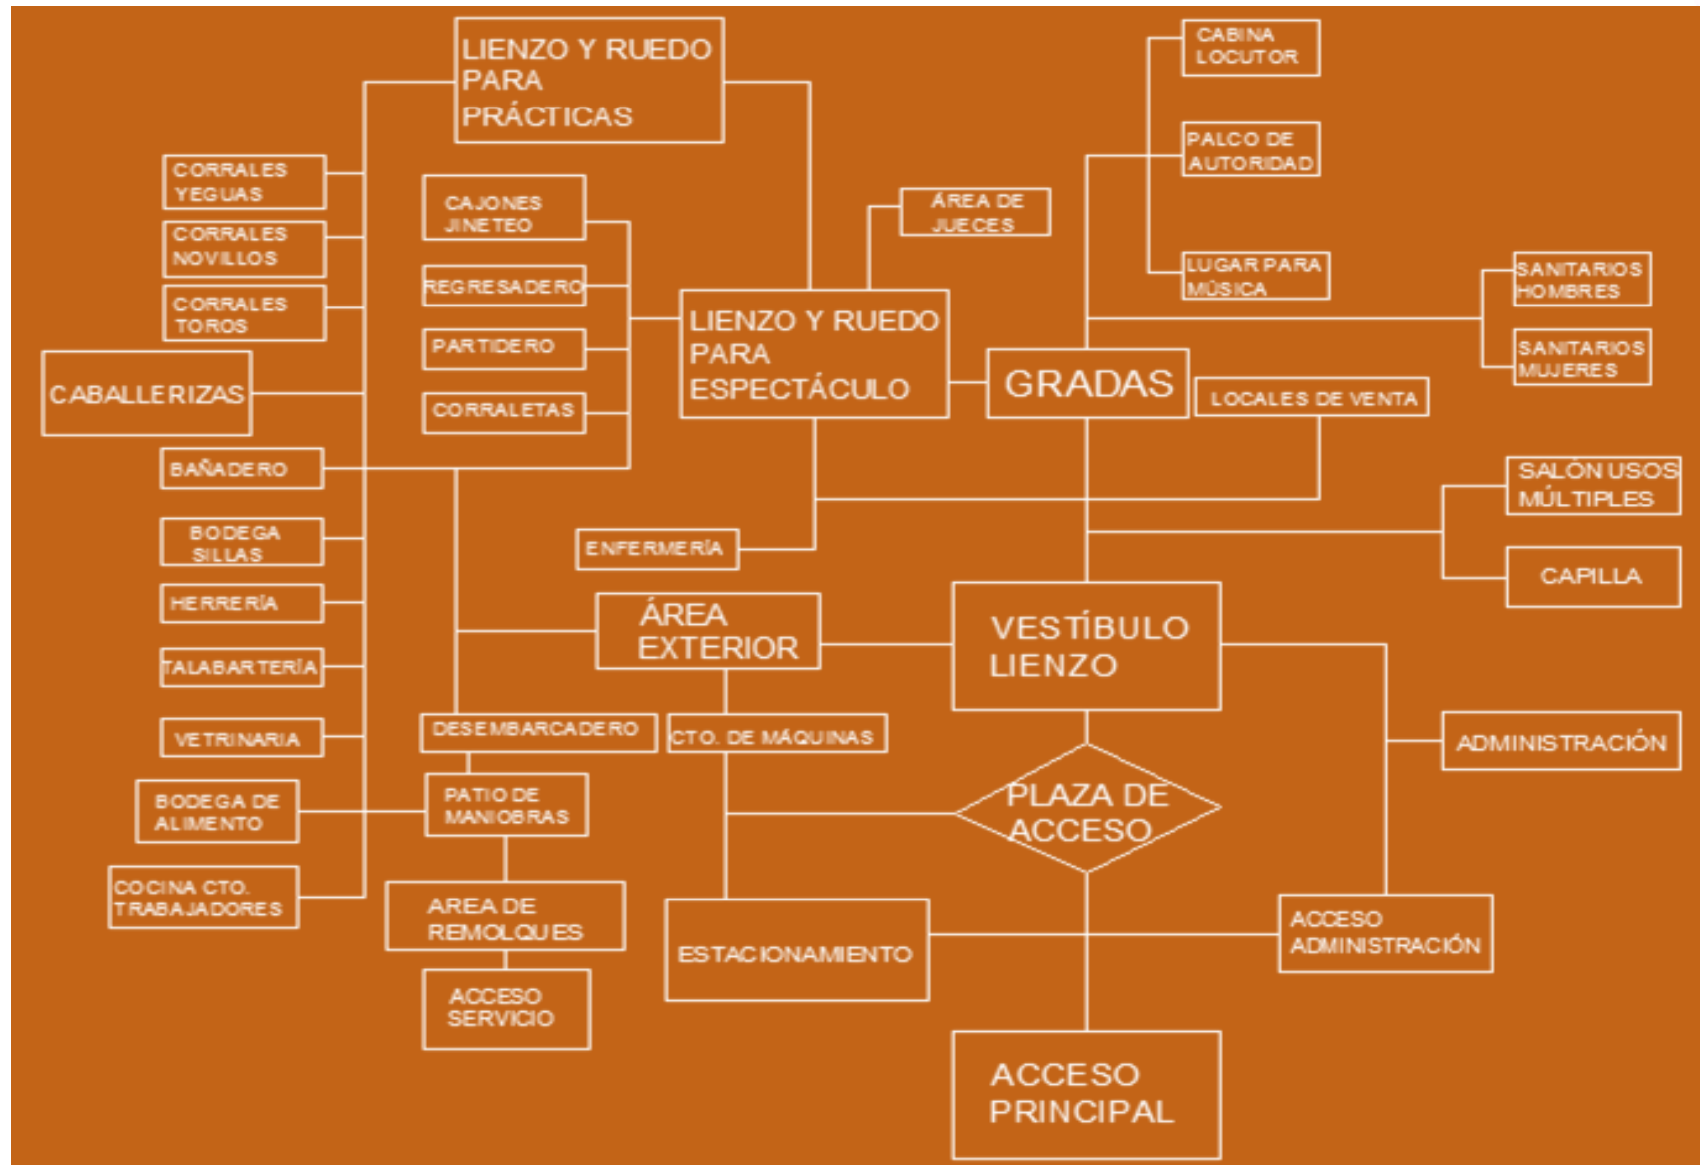 LIENZO Y RUEDO
PARA
PRÁCTICAS
CABINA
LOCUTOR
PALCO DE
AUTORIDAD
CORRALES
YEGUAS
CAJONES
JINETEO
ÁREA DE
JUECES
CORRALES
NOVILLOS
LUGAR PARA
MÚSICA
SANITARIOS
HOMBRES
REGRESADERO
CORRALES
TOROS
LIENZO Y RUEDO
PARA
ESPECTÁCULO
PARTIDERO
SANITARIOS
MUJERES
GRADAS
CABALLERIZAS
CORRALETAS
LOCALES DE VENTA
BAÑADERO
SALÓN USOS
MÚLTIPLES
BODEGA
SILLAS
ENFERMERÍA
CAPILLA
HERRERÍA
ÁREA
EXTERIOR
VESTÍBULO
LIENZO
TALABARTERÍA
VETRINARIA
DESEMBARCADERO
CTO. DE MÁQUINAS
ADMINISTRACIÓN
BODEGA DE
ALIMENTO
PATIO DE
MANIOBRAS
PLAZA DE
ACCESO
COCINA CTO.
TRABAJADORES
AREA DE
REMOLQUES
ESTACIONAMIENTO
ACCESO
ADMINISTRACIÓN
ACCESO
SERVICIO
ACCESO
PRINCIPAL